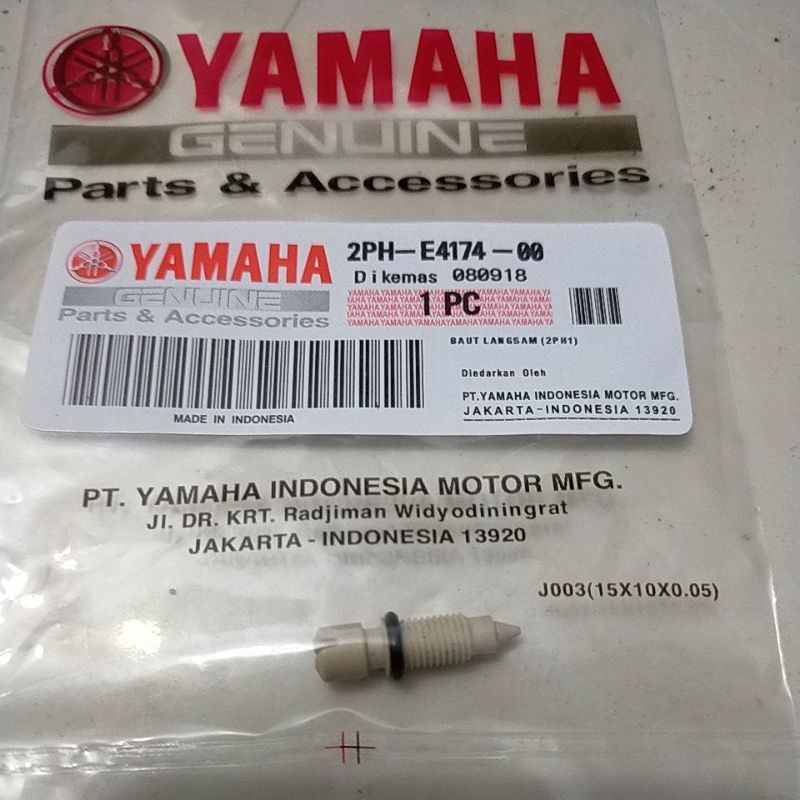 YAMAHA
GENUINE
Parts & Accessories
YAMAHA
GENUINE
Parts & Accessories
2PH-E4174-00
Dikemas 080918
1 PC
BAUT LANGSAM (2PH1)
Diedarkan Oleh
PT.YAMAHA INDONESIA MOTOR MFG.
JAKARTA-INDONESIA 13920
MADE IN INDONESIA
PT. YAMAHA INDONESIA MOTOR MFG.
Jl. DR. KRT. Radjiman Widyodiningrat
JAKARTA - INDONESIA 13920
J003(15X10X0.05)